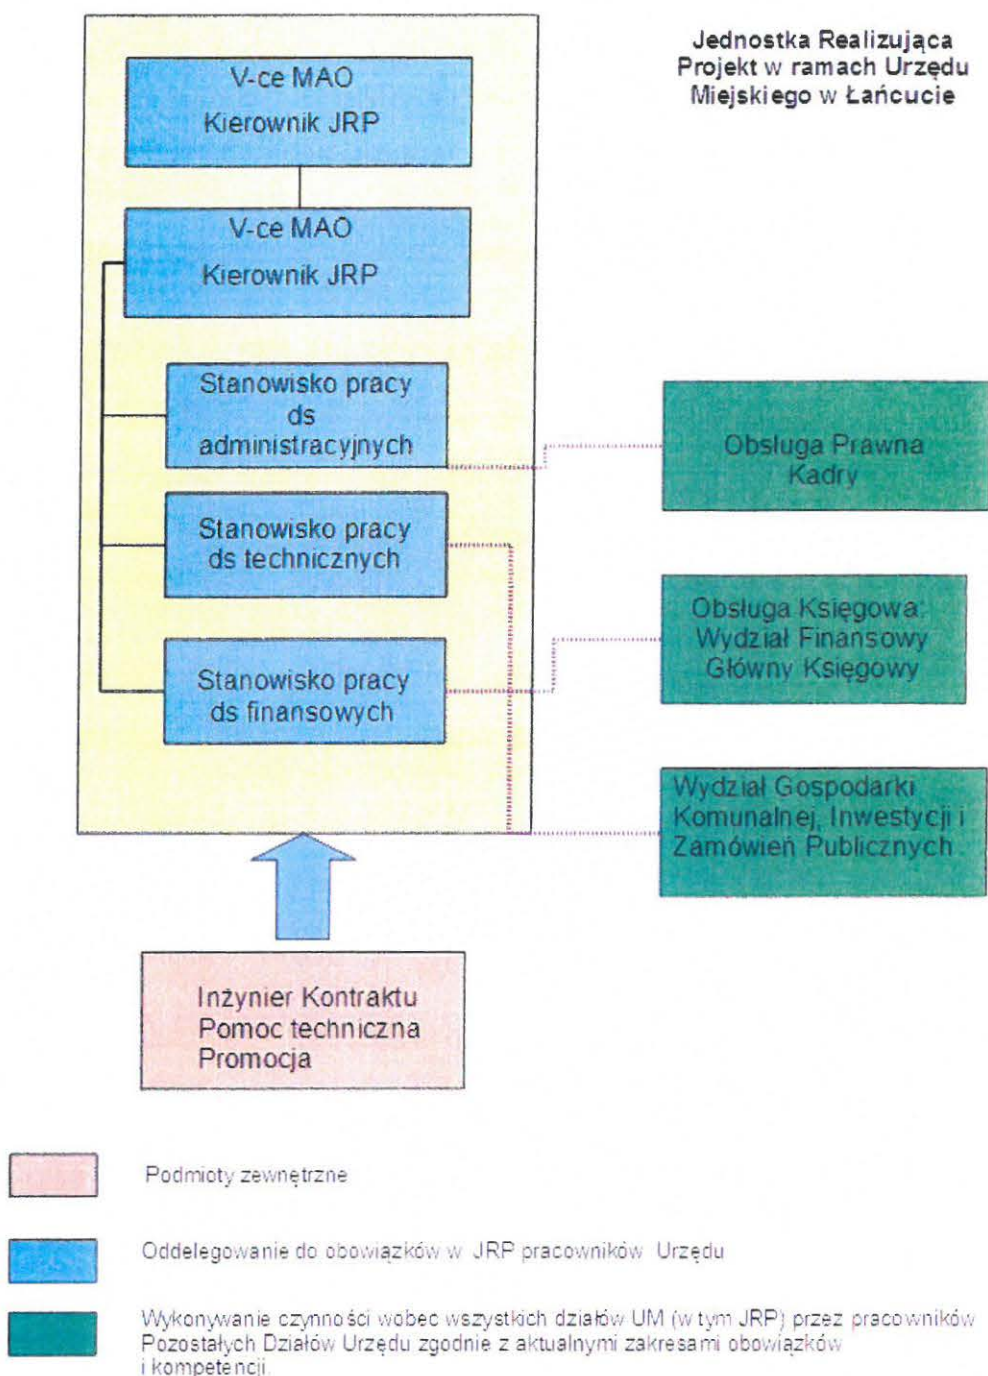 Jednostka Realizująca
Projekt w ramach Urzędu
Miejskiego w Łańcucie
V-ce MAO
Kierownik JRP
V-ce MAO
Kierownik JRP
Stanowisko pracy
ds
administracyjnych
Stanowisko pracy
ds technicznych
Stanowisko pracy
ds finansowych
Obsługa Prawna
Kadry
Obsługa Księgowa:
Wydział Finansowy
Główny Księgowy
Wydział Gospodarki
Komunalnej, Inwestycji i
Zamówień Publicznych
Inżynier Kontraktu
Pomoc techniczna
Promocja
Podmioty zewnętrzne
Oddelegowanie do obowiązków w JRP pracowników Urzędu
Wykonywanie czynności wobec wszystkich działów UM (w tym JRP) przez pracowników
Pozostałych Działów Urzędu zgodnie z aktualnymi zakresami obowiązków
i kompetencji.